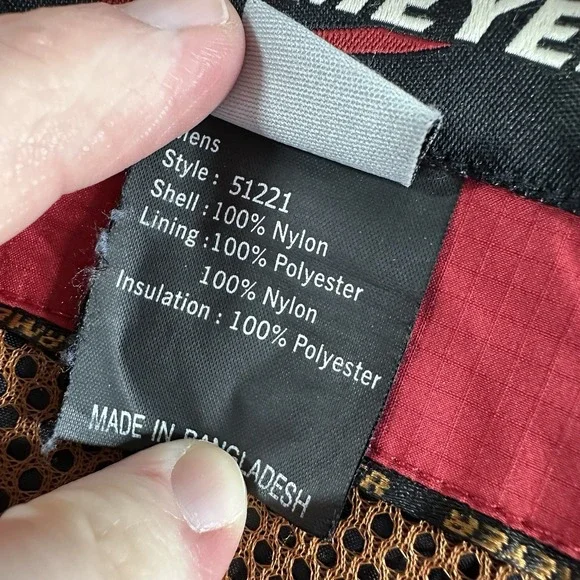 Mens
Style : 51221
Shell : 100% Nylon
Lining : 100% Polyester
100% Nylon
Insulation : 100% Polyester
MADE IN BANGLADESH